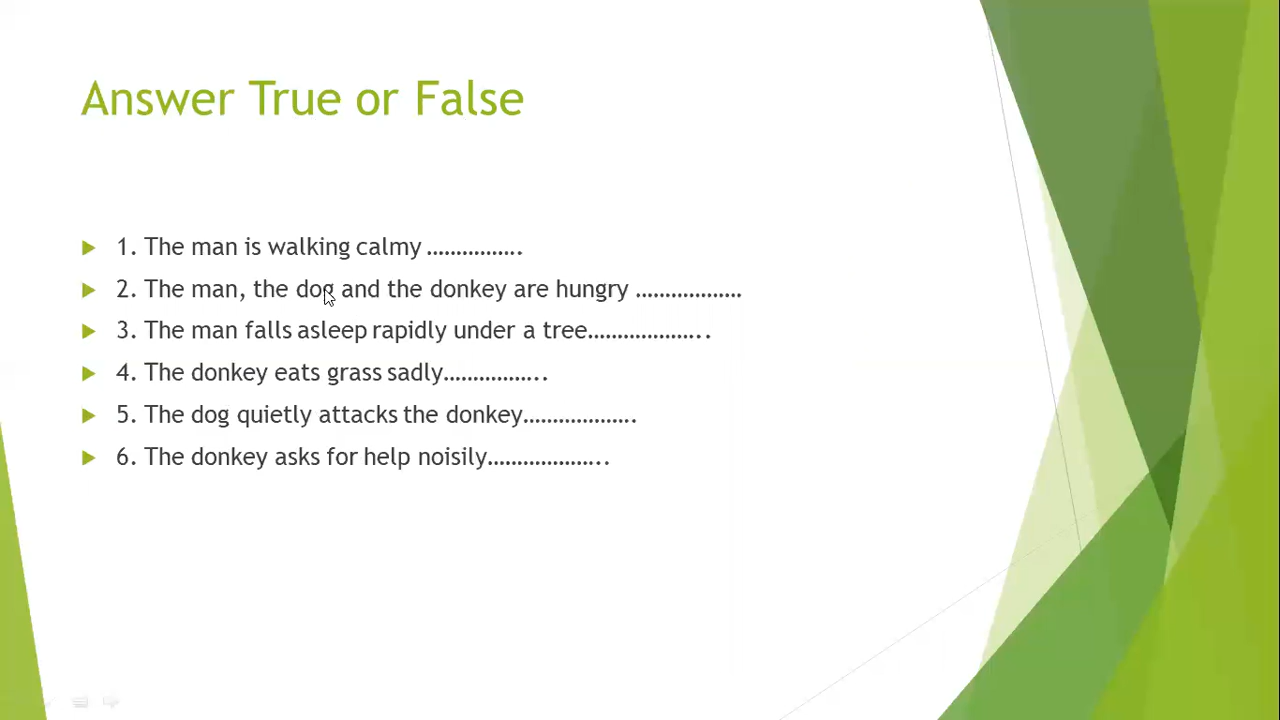 Answer True or False
1. The man is walking calmy …………….
2. The man, the dog and the donkey are hungry ………………
3. The man falls asleep rapidly under a tree………………..
4. The donkey eats grass sadly……………..
5. The dog quietly attacks the donkey……………….
6. The donkey asks for help noisily………………..